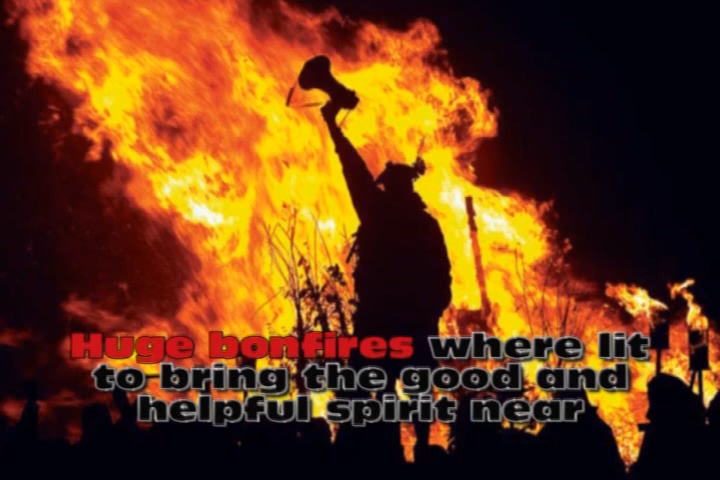 Huge bonfires where lit
to bring the good and
helpful spirit near